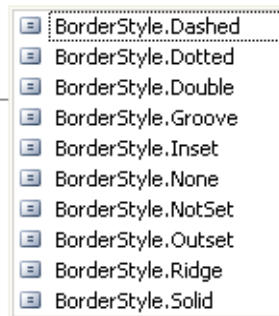 BorderStyle.Dashed
BorderStyle.Dotted
BorderStyle.Double
BorderStyle.Groove
BorderStyle.Inset
BorderStyle.None
BorderStyle.NotSet
BorderStyle.Outset
BorderStyle.Ridge
BorderStyle.Solid